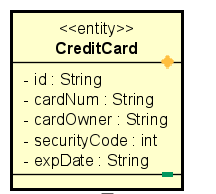 <<entity>>
CreditCard
- id : String
- cardNum : String
- cardOwner : String
- securityCode : int
- expDate : String